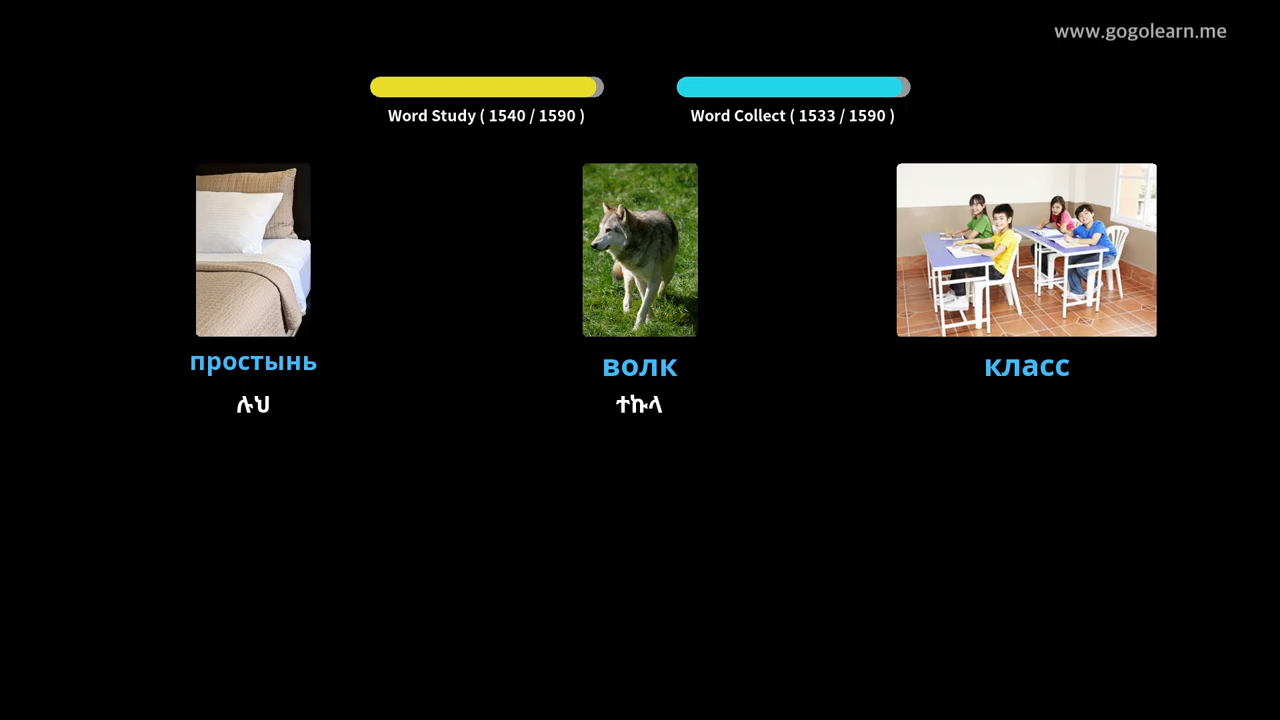 www.gogolearn.me
Word Study ( 1540 / 1590 )
Word Collect ( 1533 / 1590 )
простынь
волк
класс
ሉህ
ተኩላ